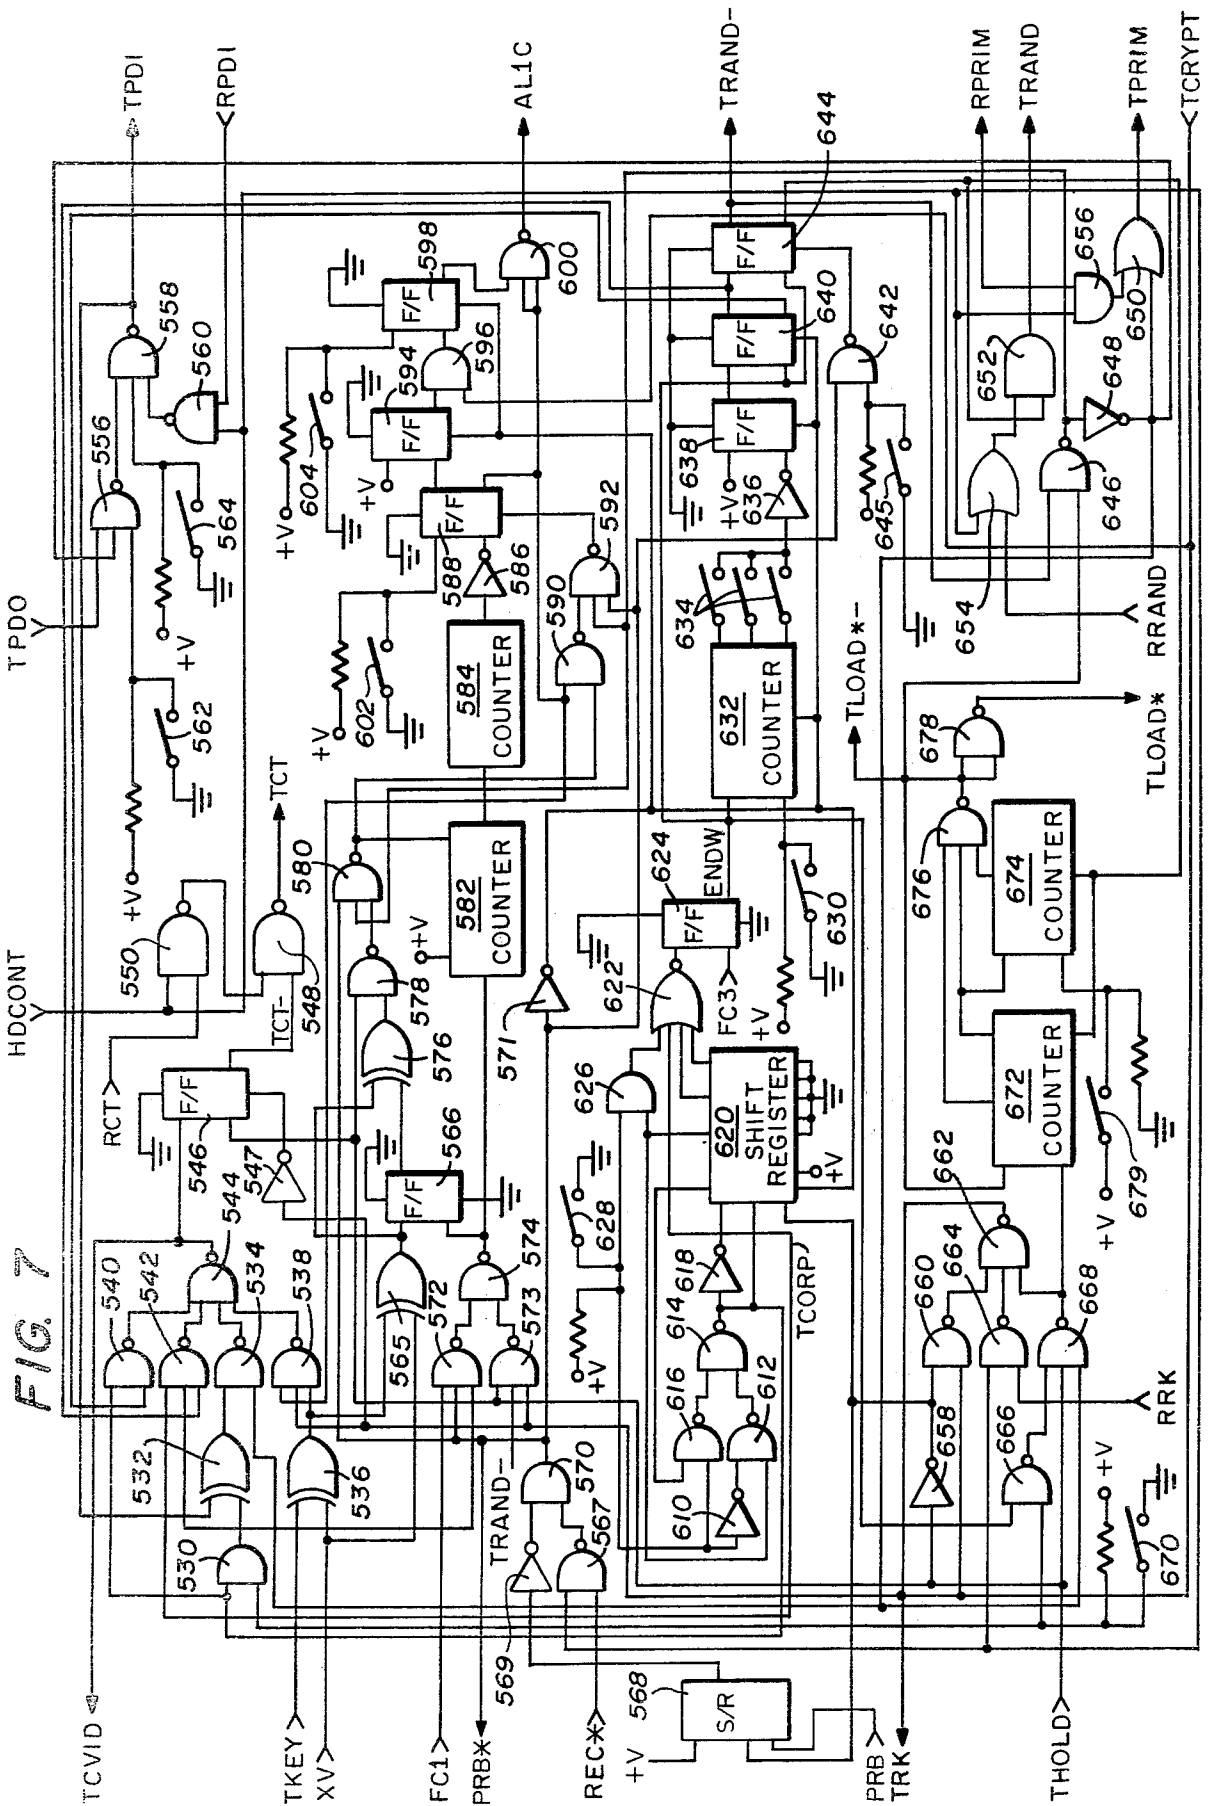 FIG. 7
TCVID
TKEY
XV
FC1
PRB*
REC*
+V
PRB
TRK
THOLD
HDCONT
TPDO
RCT
TPDI
RPDI
TCT
TCT-
AL1C
TRAND-
RPRIM
TRAND
TPRIM
TCRYPT
RRAND
RRK
TLOAD*-
TLOAD*
TRAND-
TCORP
ENDW
FC3
530
532
534
536
538
540
542
544
F/F
546
547
548
550
556
558
560
+V
562
+V
564
565
F/F
566
567
S/R
568
569
570
571
572
573
574
576
578
580
+V
582
COUNTER
584
COUNTER
586
F/F
588
590
592
F/F
594
+V
596
F/F
598
600
+V
602
+V
604
610
612
614
616
618
620
SHIFT
REGISTER
+V
622
F/F
624
626
+V
628
+V
630
632
COUNTER
634
636
F/F
638
+V
F/F
640
642
F/F
644
645
646
648
650
652
654
656
658
660
662
664
666
668
+V
670
672
COUNTER
674
COUNTER
676
678
+V
679